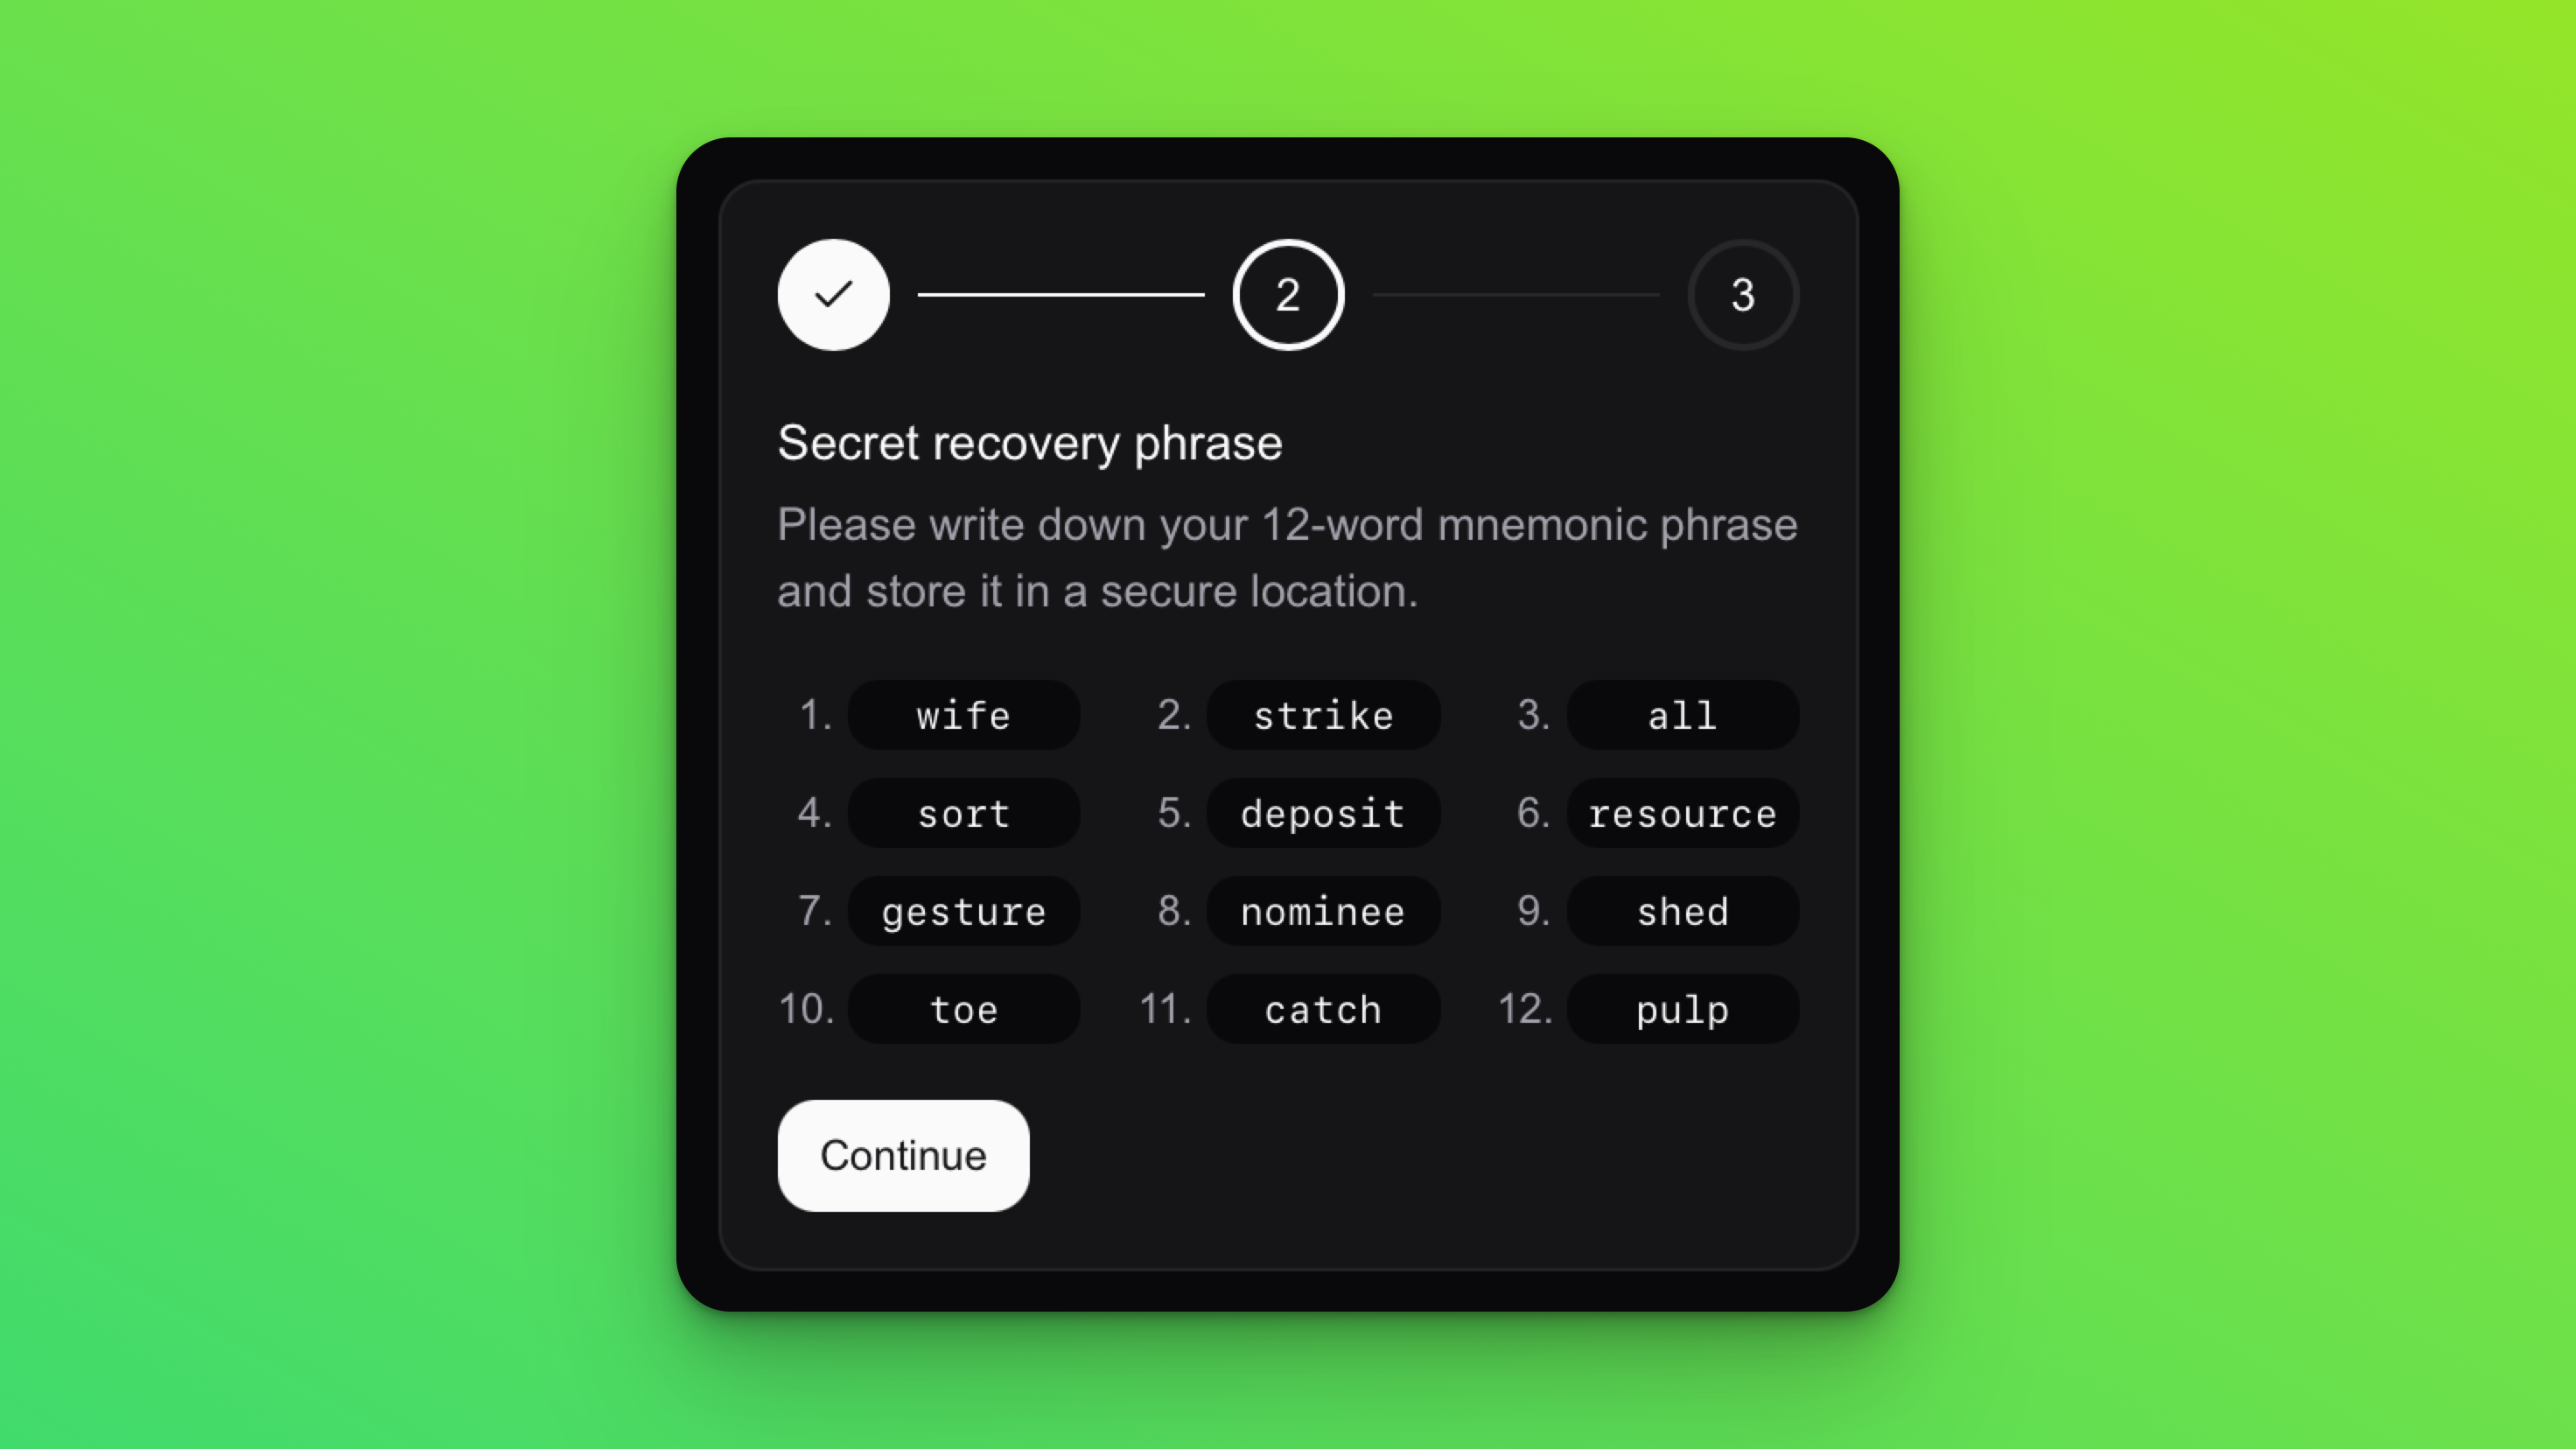 2 3
Secret recovery phrase
Please write down your 12-word mnemonic phrase
and store it in a secure location.
1. wife 2. strike 3. all
4. sort 5. deposit 6. resource
7. gesture 8. nominee 9. shed
10. toe 11. catch 12. pulp
Continue